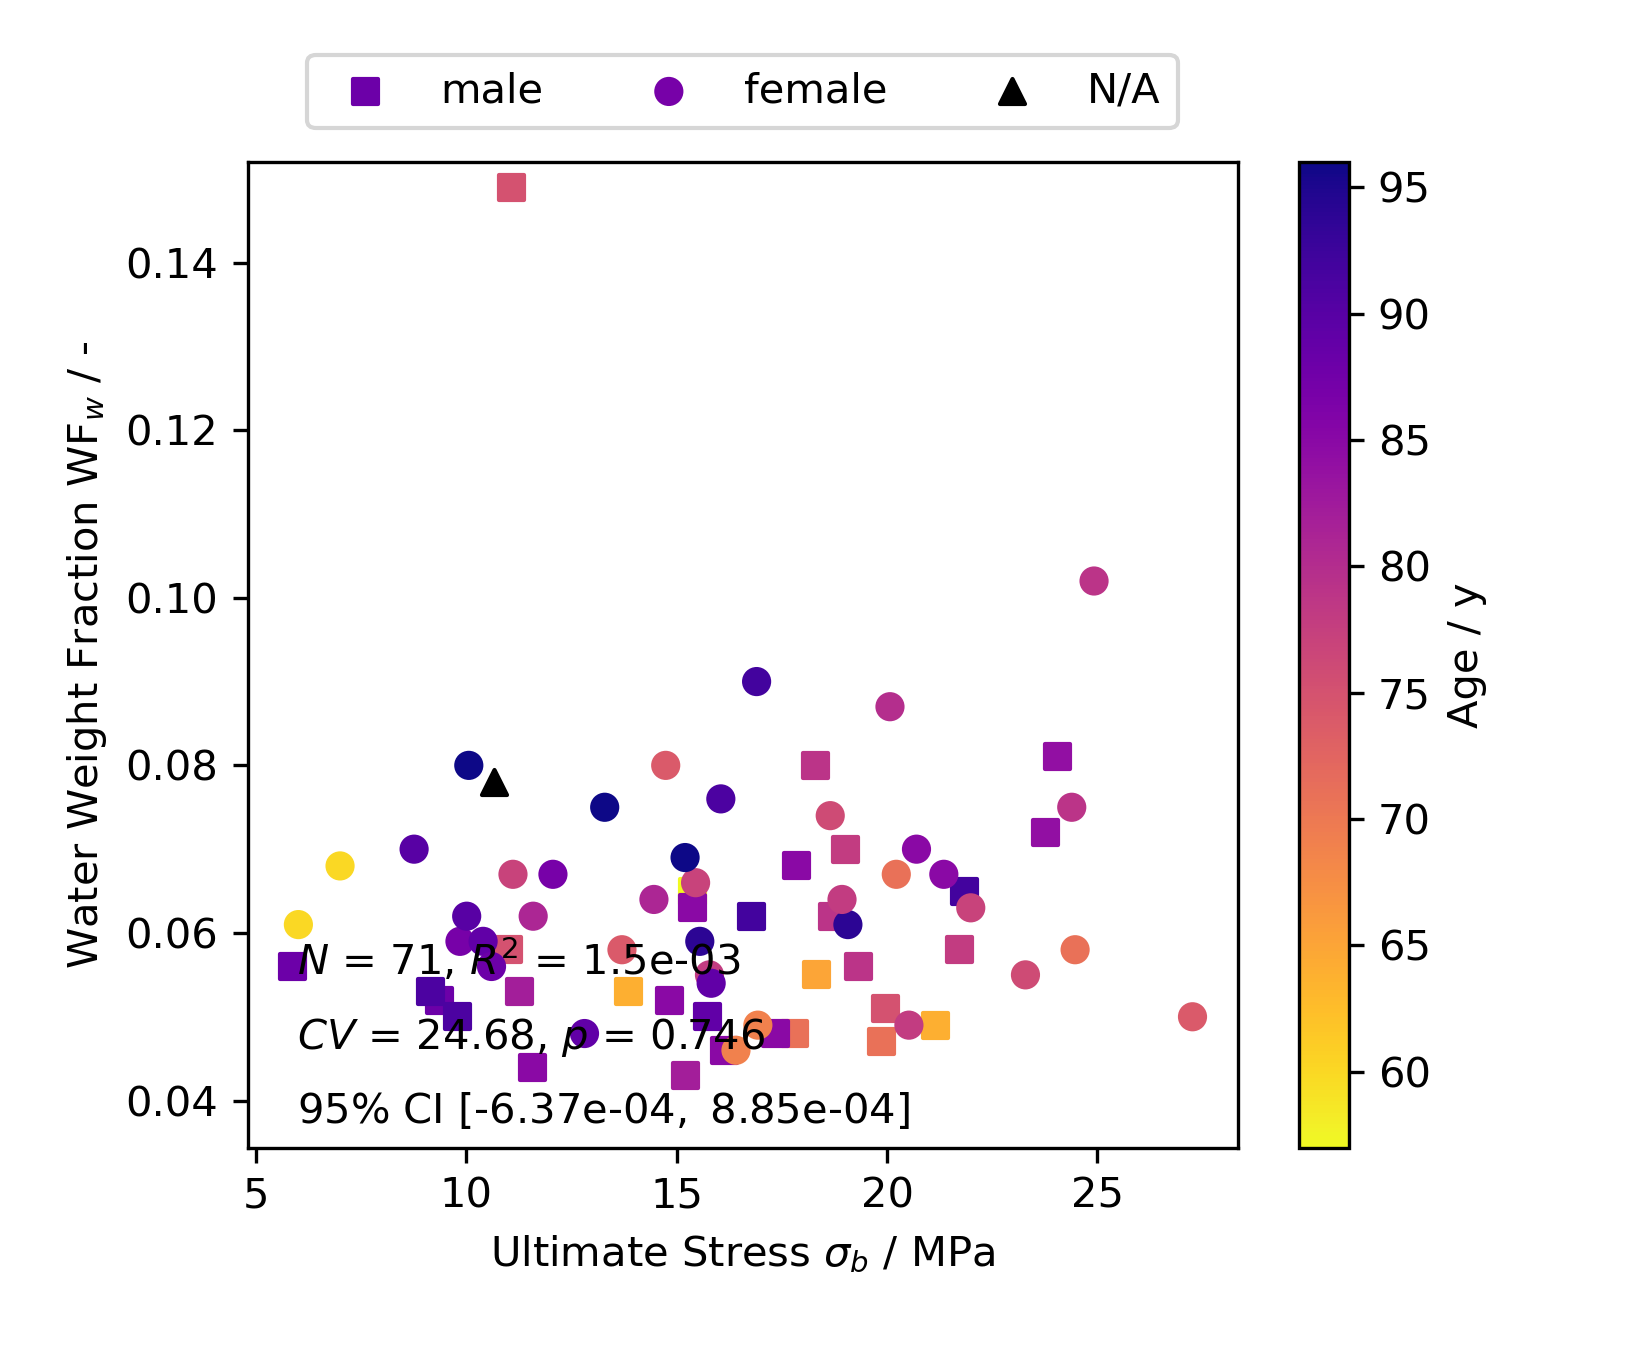 male female N/A
0.14
0.12
0.10
0.08
0.06
0.04
Water Weight Fraction WF_w / -
N = 71, R² = 1.5e-03
CV = 24.68, p = 0.746
95% CI [-6.37e-04, 8.85e-04]
5 10 15 20 25
Ultimate Stress σ_b / MPa
95
90
85
80
75
70
65
60
Age / y